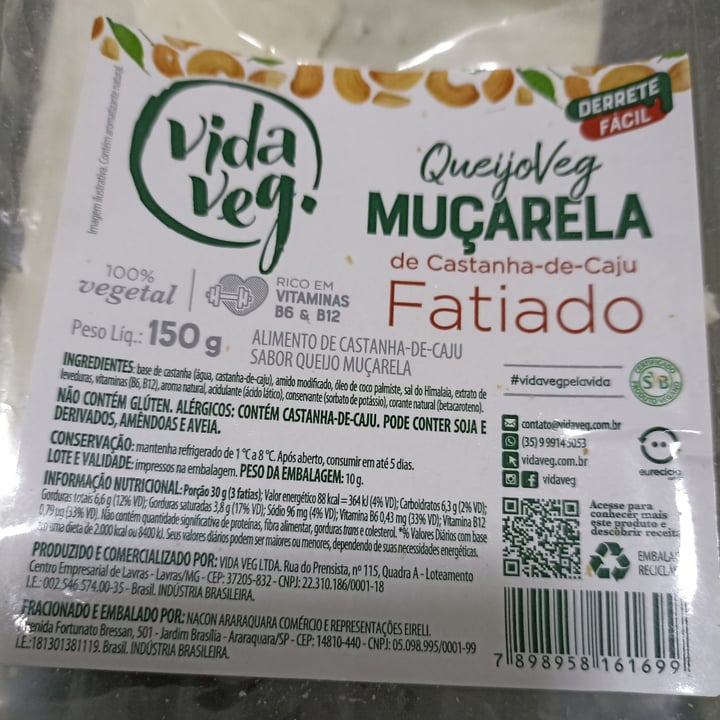 Imagem ilustrativa. Contém aromatizante natural.
Vida
Veg.
DERRETE
FÁCIL
QueijoVeg
MUÇARELA
de Castanha-de-Caju
Fatiado
100%
vegetal
RICO EM
VITAMINAS
B6 & B12
Peso Líq.: 150 g
ALIMENTO DE CASTANHA-DE-CAJU
SABOR QUEIJO MUÇARELA
INGREDIENTES: base de castanha (água, castanha-de-caju), amido modificado, óleo de coco palmiste, sal do Himalaia, extrato de
leveduras, vitaminas (B6, B12), aroma natural, acidulante (ácido lático), conservante (sorbato de potássio), corante natural (betacaroteno).
NÃO CONTÉM GLÚTEN. ALÉRGICOS: CONTÉM CASTANHA-DE-CAJU. PODE CONTER SOJA E
DERIVADOS, AMÊNDOAS E AVEIA.
CONSERVAÇÃO: mantenha refrigerado de 1 °C a 8 °C. Após aberto, consumir em até 5 dias.
LOTE E VALIDADE: impressos na embalagem. PESO DA EMBALAGEM: 10 g.
INFORMAÇÃO NUTRICIONAL: Porção 30 g (3 fatias); Valor energético 88 kcal = 364 kJ (4% VD); Carboidratos 6,3 g (2% VD);
Gorduras totais 6,6 g (12% VD); Gorduras saturadas 3,8 g (17% VD); Sódio 96 mg (4% VD); Vitamina B6 0,43 mg (33% VD); Vitamina B12
0,79 µg (33% VD). Não contém quantidade significativa de proteínas, fibra alimentar, gorduras trans e colesterol. *% Valores Diários com base
uma dieta de 2.000 kcal ou 8400 kJ. Seus valores diários podem ser maiores ou menores, dependendo de suas necessidades energéticas.
PRODUZIDO E COMERCIALIZADO POR: VIDA VEG LTDA. Rua do Prensista, nº 115, Quadra A - Loteamento
Centro Empresarial de Lavras - Lavras/MG - CEP: 37205-832 - CNPJ: 22.310.186/0001-18
I.E.: 002.546.574.00-35 - Brasil. INDÚSTRIA BRASILEIRA.
FRACIONADO E EMBALADO POR: NACON ARARAQUARA COMÉRCIO E REPRESENTAÇÕES EIRELI.
Avenida Fortunato Bressan, 501 - Jardim Brasília - Araraquara/SP - CEP: 14810-440 - CNPJ: 05.098.995/0001-99
I.E.:181301381119. Brasil. INDÚSTRIA BRASILEIRA.
#vidavegpelavida
CERTIFICADO
SVB
PRODUTO VEGANO
contato@vidaveg.com.br
(35) 9 9914 5053
vidaveg.com.br
vidaveg
eureciclo
Acesse para
conhecer mais
este produto e
descobrir receita
EMBALA
RECICLÁ
7 898958 161699